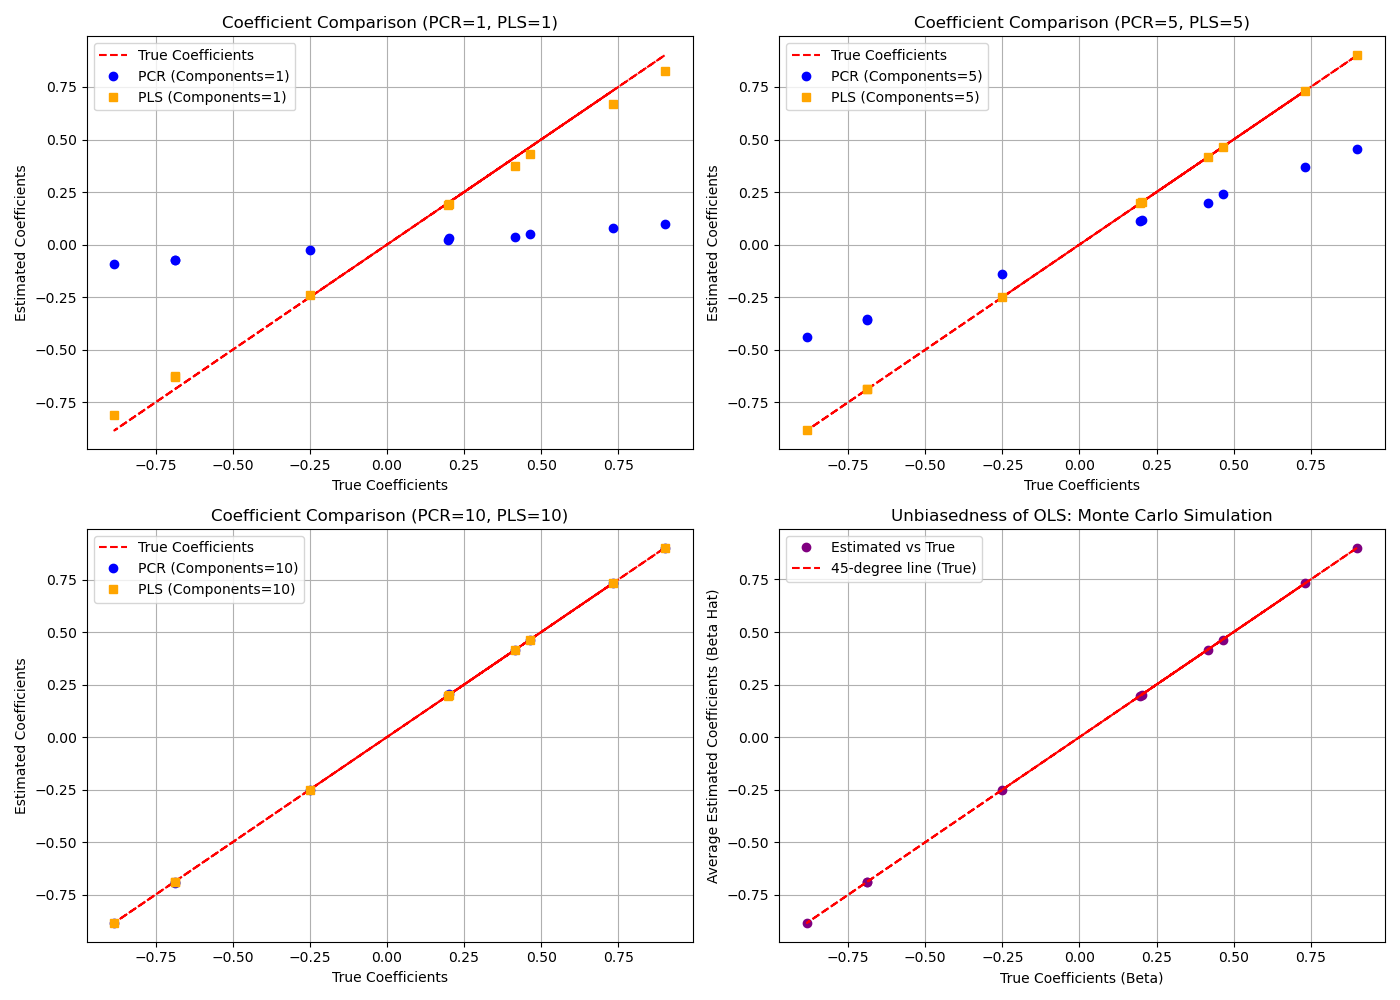 Coefficient Comparison (PCR=1, PLS=1)
True Coefficients
PCR (Components=1)
PLS (Components=1)
Estimated Coefficients
0.75
0.50
0.25
0.00
−0.25
−0.50
−0.75
−0.75 −0.50 −0.25 0.00 0.25 0.50 0.75
True Coefficients
Coefficient Comparison (PCR=5, PLS=5)
True Coefficients
PCR (Components=5)
PLS (Components=5)
Estimated Coefficients
0.75
0.50
0.25
0.00
−0.25
−0.50
−0.75
−0.75 −0.50 −0.25 0.00 0.25 0.50 0.75
True Coefficients
Coefficient Comparison (PCR=10, PLS=10)
True Coefficients
PCR (Components=10)
PLS (Components=10)
Estimated Coefficients
0.75
0.50
0.25
0.00
−0.25
−0.50
−0.75
−0.75 −0.50 −0.25 0.00 0.25 0.50 0.75
True Coefficients
Unbiasedness of OLS: Monte Carlo Simulation
Estimated vs True
45-degree line (True)
Average Estimated Coefficients (Beta Hat)
0.75
0.50
0.25
0.00
−0.25
−0.50
−0.75
−0.75 −0.50 −0.25 0.00 0.25 0.50 0.75
True Coefficients (Beta)